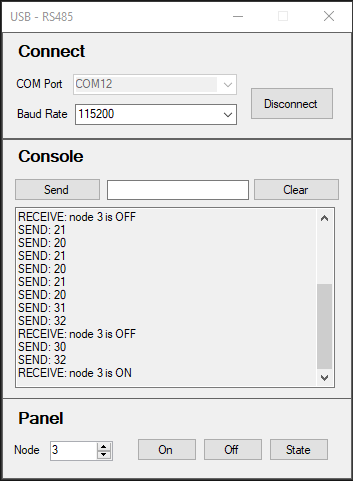 USB - RS485
Connect
COM Port COM12
Disconnect
Baud Rate 115200
Console
Send Clear
RECEIVE: node 3 is OFF
SEND: 21
SEND: 20
SEND: 21
SEND: 20
SEND: 21
SEND: 20
SEND: 31
SEND: 32
RECEIVE: node 3 is OFF
SEND: 30
SEND: 32
RECEIVE: node 3 is ON
Panel
Node 3 On Off State